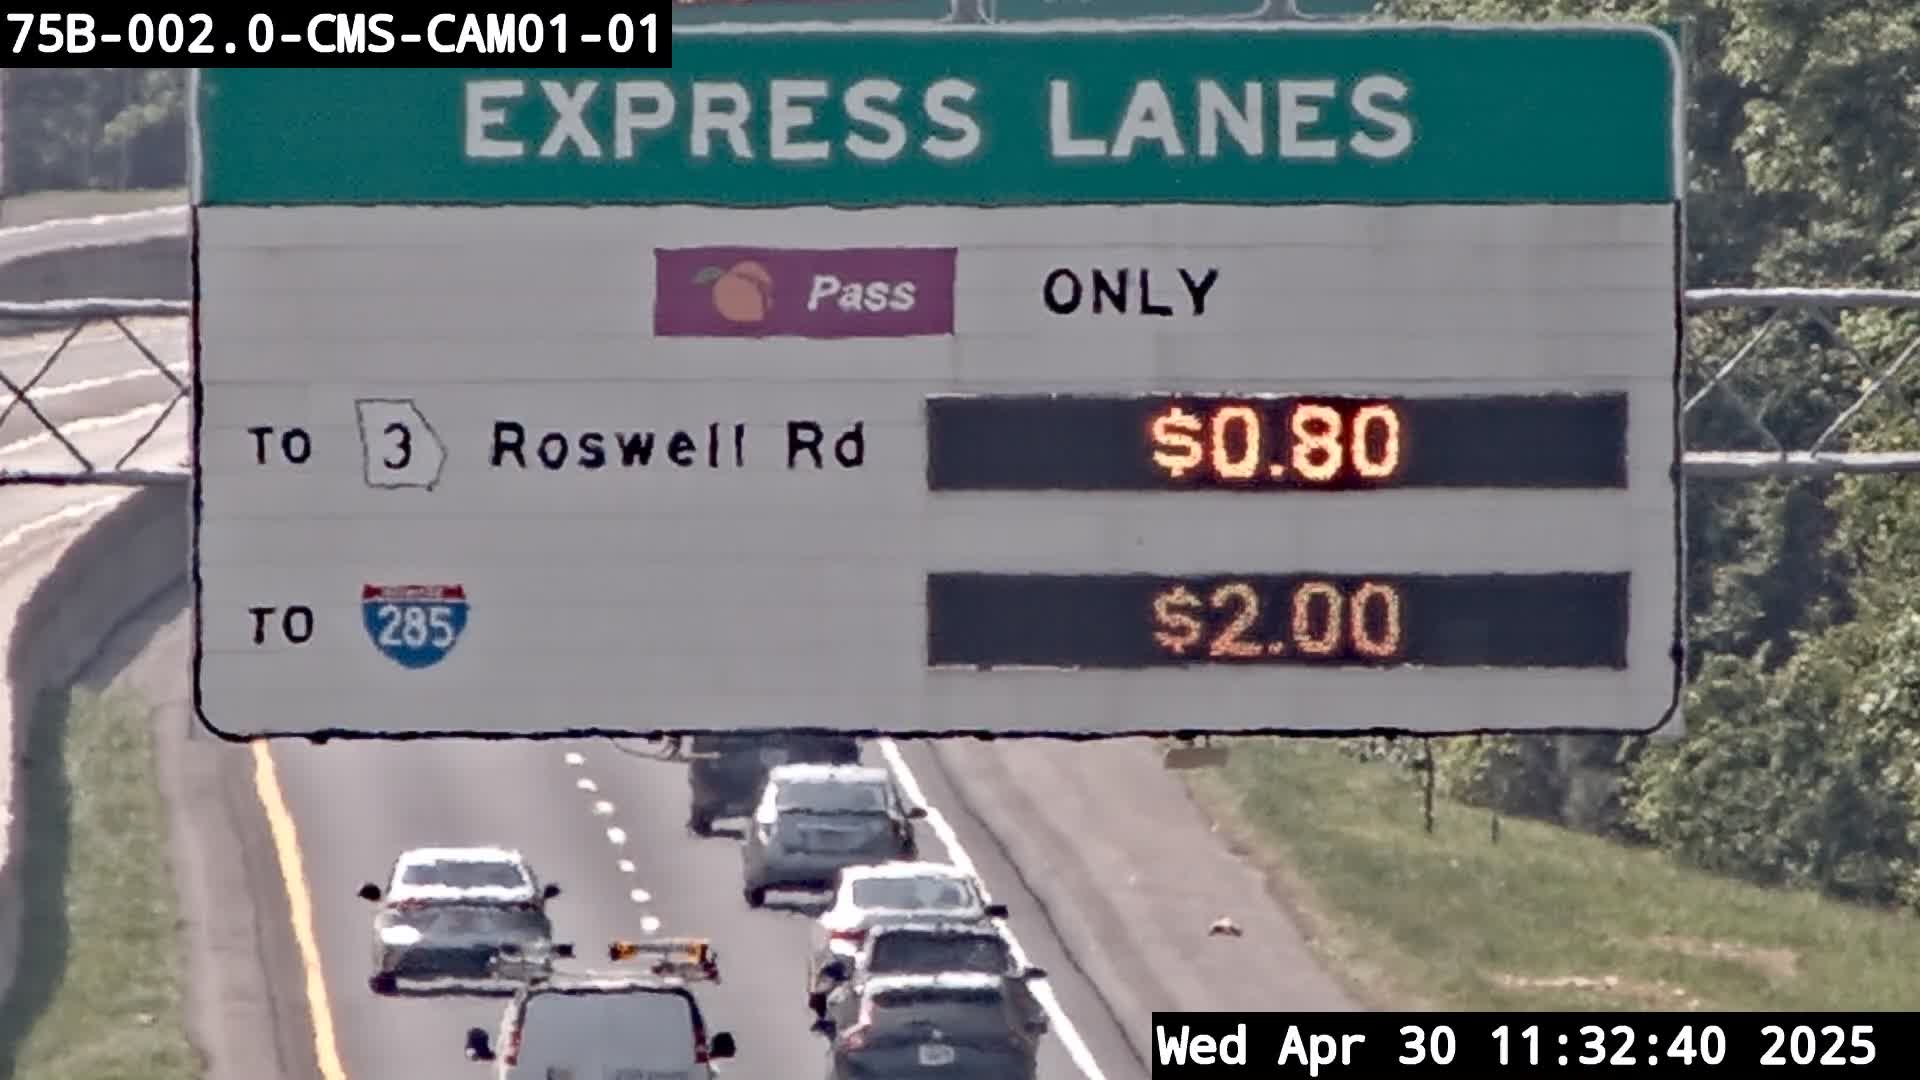 75B-002.0-CMS-CAM01-01
EXPRESS LANES
Pass ONLY
TO 3 Roswell Rd $0.80
TO 285 $2.00
Wed Apr 30 11:32:40 2025